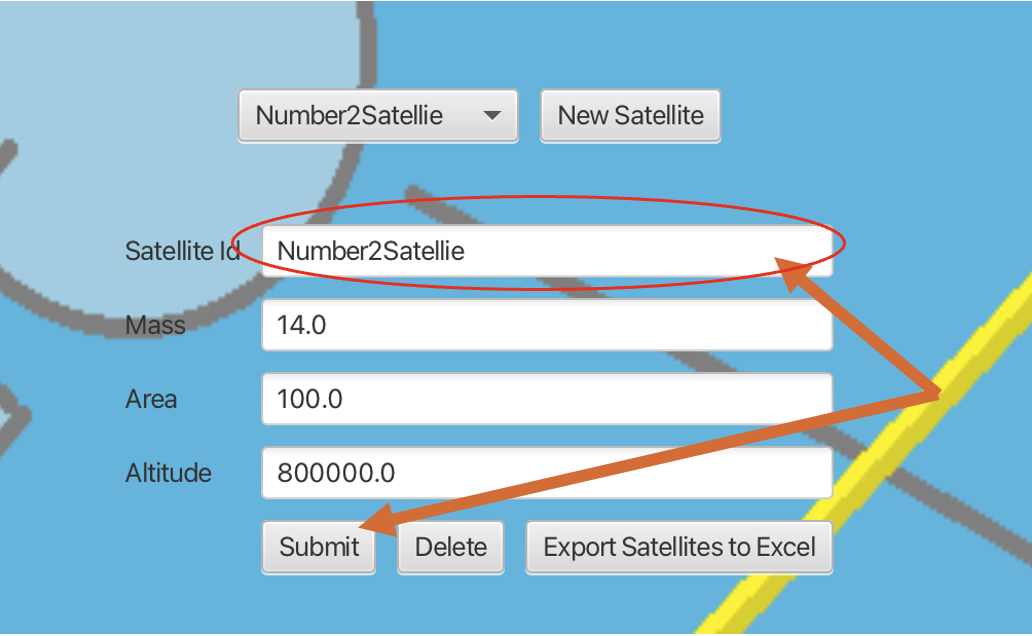 Number2Satellie New Satellite
Satellite Id Number2Satellie
Mass 14.0
Area 100.0
Altitude 800000.0
Submit Delete Export Satellites to Excel